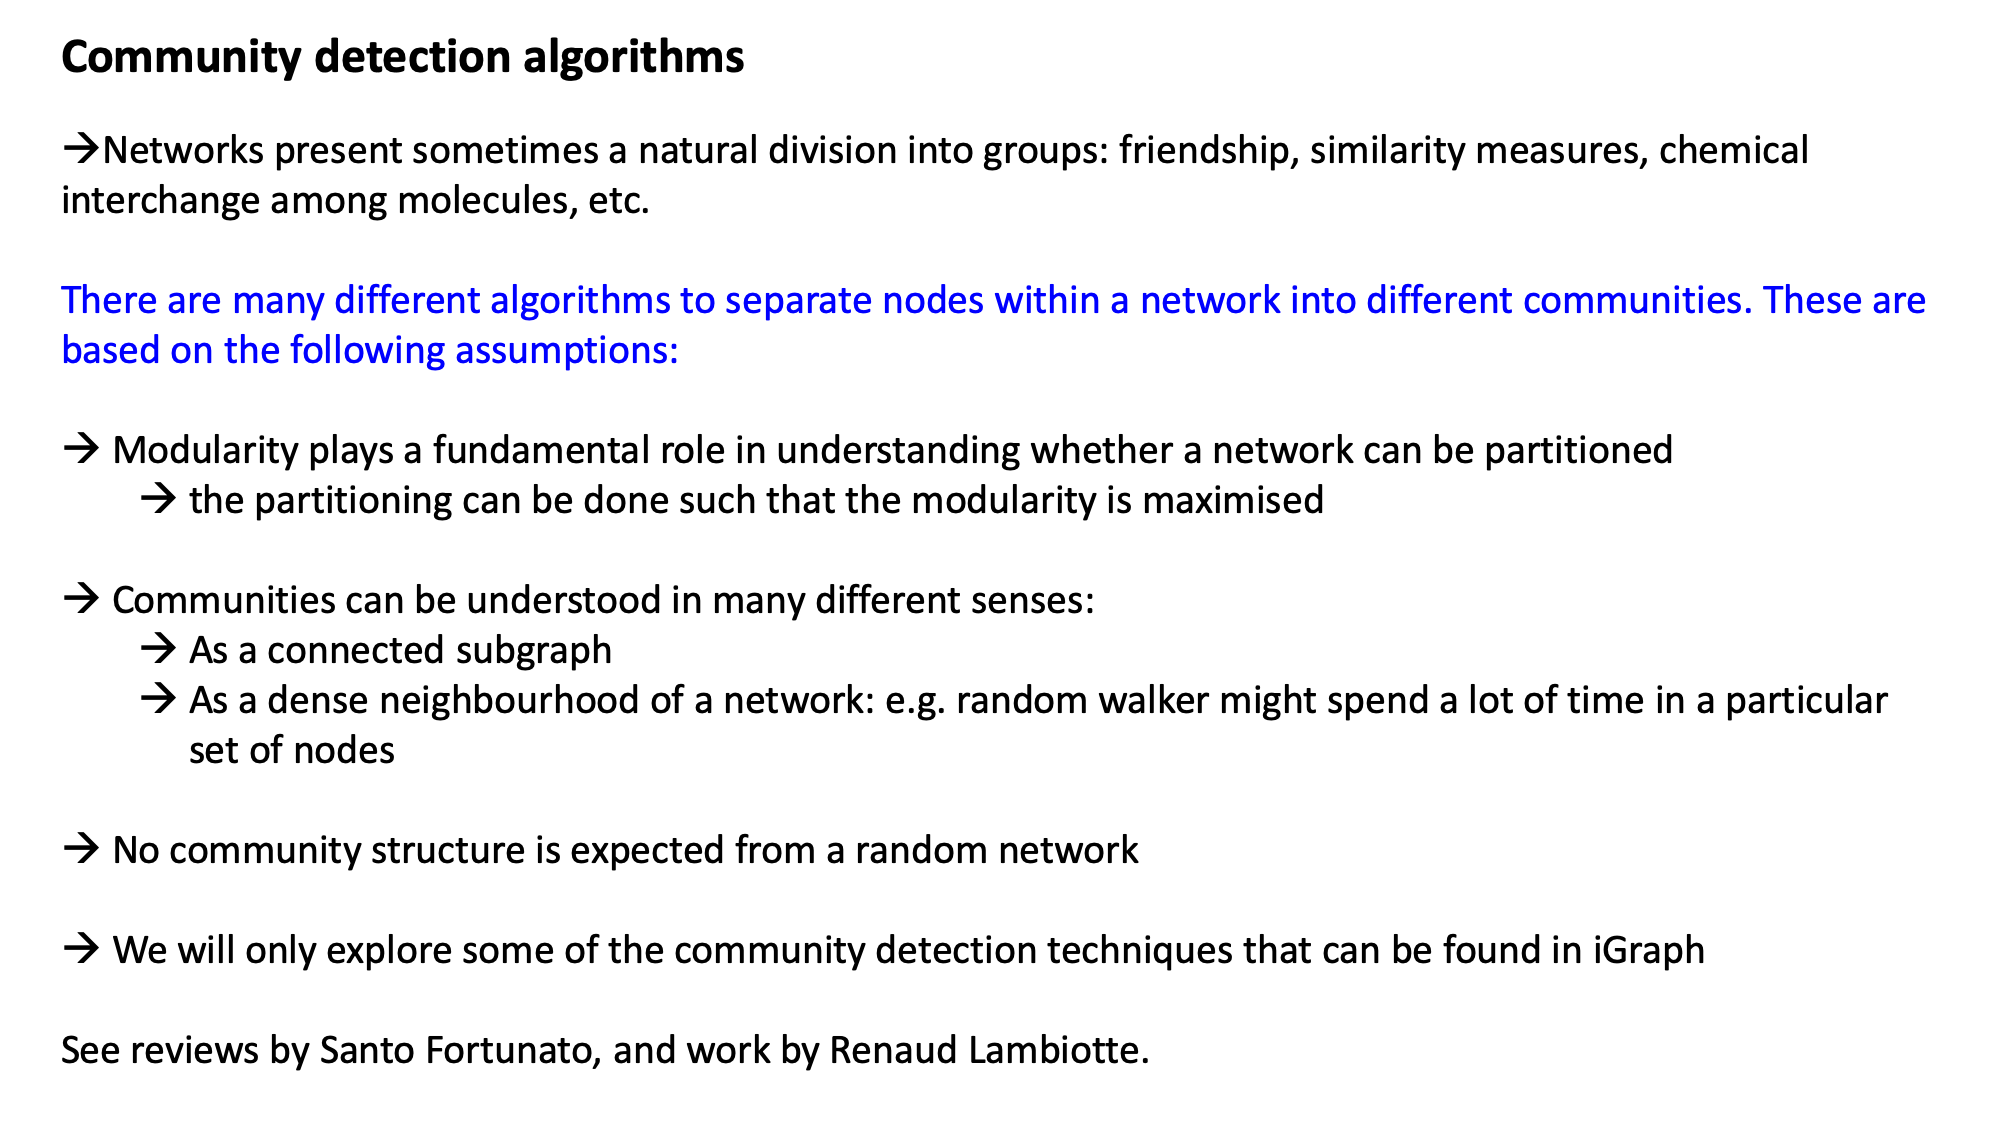 Community detection algorithms
→Networks present sometimes a natural division into groups: friendship, similarity measures, chemical
interchange among molecules, etc.
There are many different algorithms to separate nodes within a network into different communities. These are
based on the following assumptions:
→ Modularity plays a fundamental role in understanding whether a network can be partitioned
→ the partitioning can be done such that the modularity is maximised
→ Communities can be understood in many different senses:
→ As a connected subgraph
→ As a dense neighbourhood of a network: e.g. random walker might spend a lot of time in a particular
set of nodes
→ No community structure is expected from a random network
→ We will only explore some of the community detection techniques that can be found in iGraph
See reviews by Santo Fortunato, and work by Renaud Lambiotte.